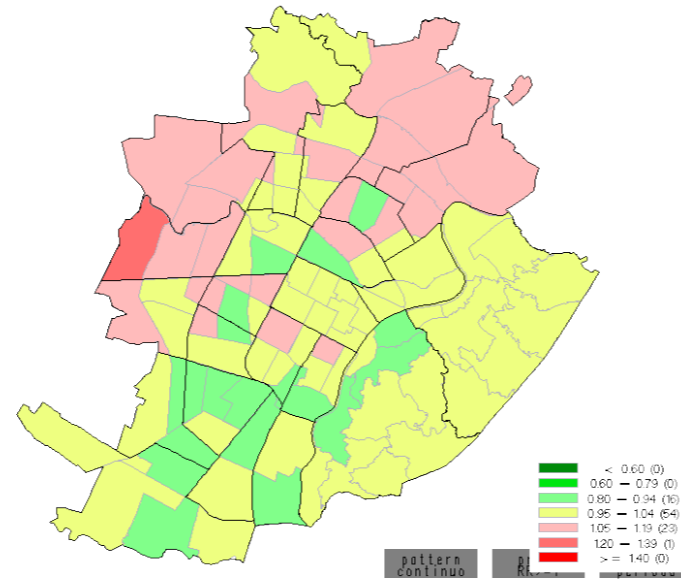 < 0.60 (0)
0.60 – 0.79 (0)
0.80 – 0.94 (16)
0.95 – 1.04 (54)
1.05 – 1.19 (23)
1.20 – 1.39 (1)
>= 1.40 (0)
pattern
continuo